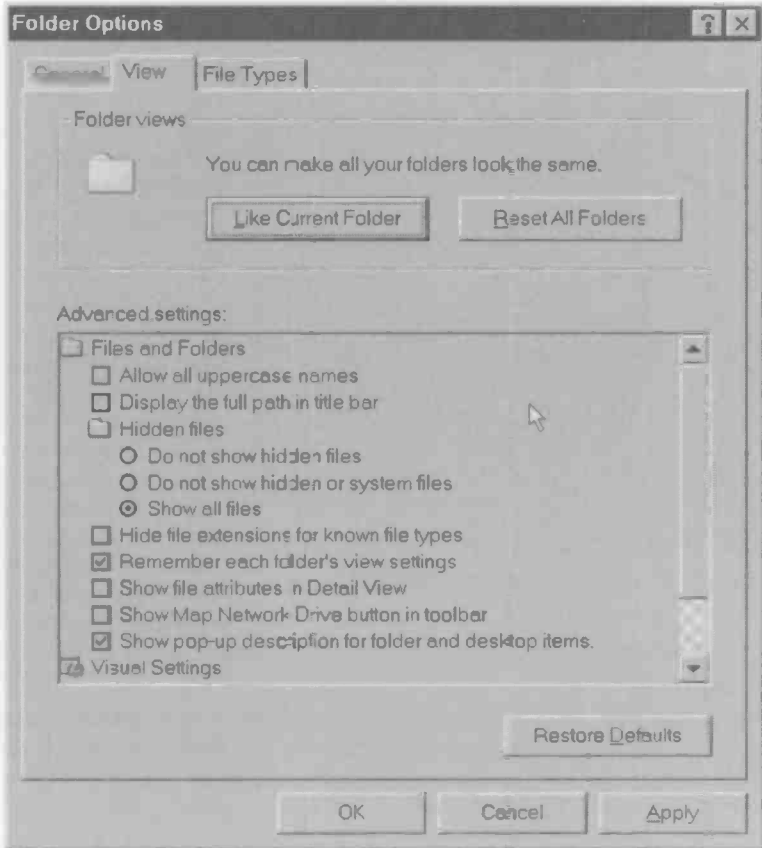 Folder Options
General View File Types
Folder views
You can make all your folders look the same.
Like Current Folder Reset All Folders
Advanced settings:
Files and Folders
Allow all uppercase names
Display the full path in title bar
Hidden files
Do not show hidden files
Do not show hidden or system files
Show all files
Hide file extensions for known file types
Remember each folder's view settings
Show file attributes in Detail View
Show Map Network Drive button in toolbar
Show pop-up description for folder and desktop items.
Visual Settings
Restore Defaults
OK Cancel Apply